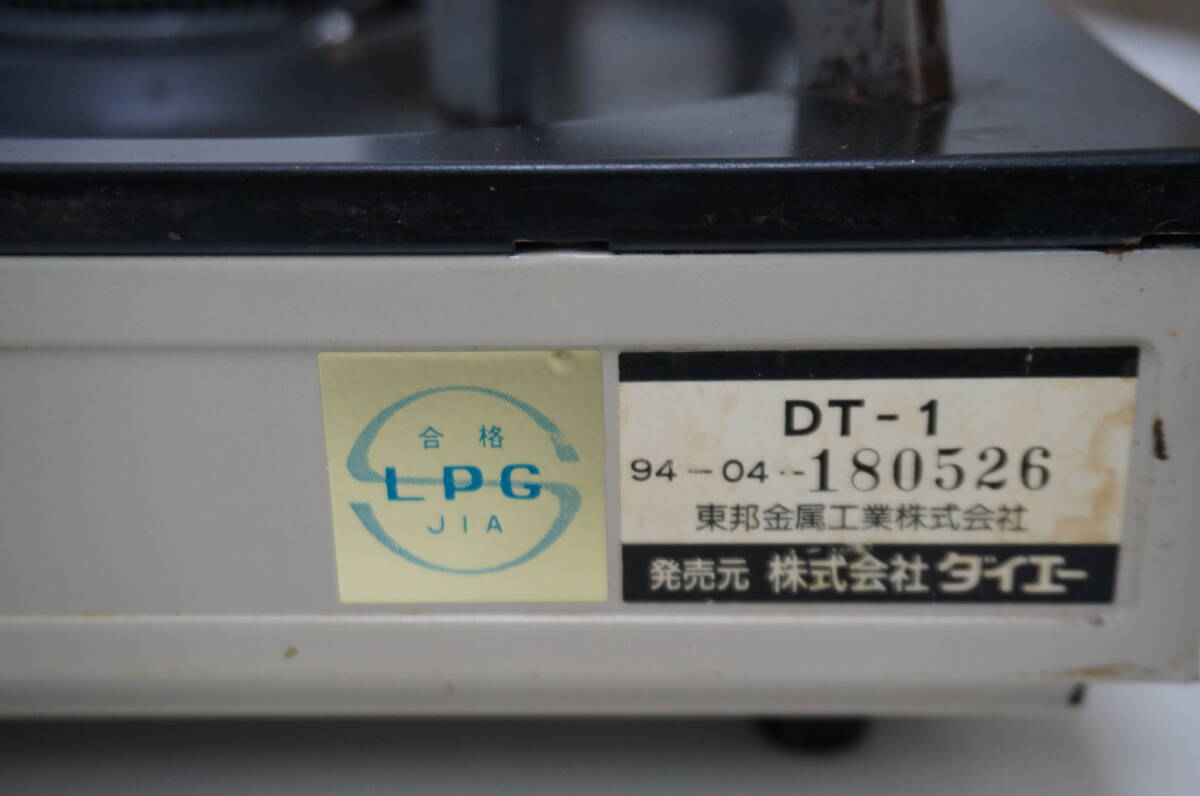 合格
LPG
JIA
DT-1
94-04--180526
東邦金属工業株式会社
発売元 株式会社ダイエー